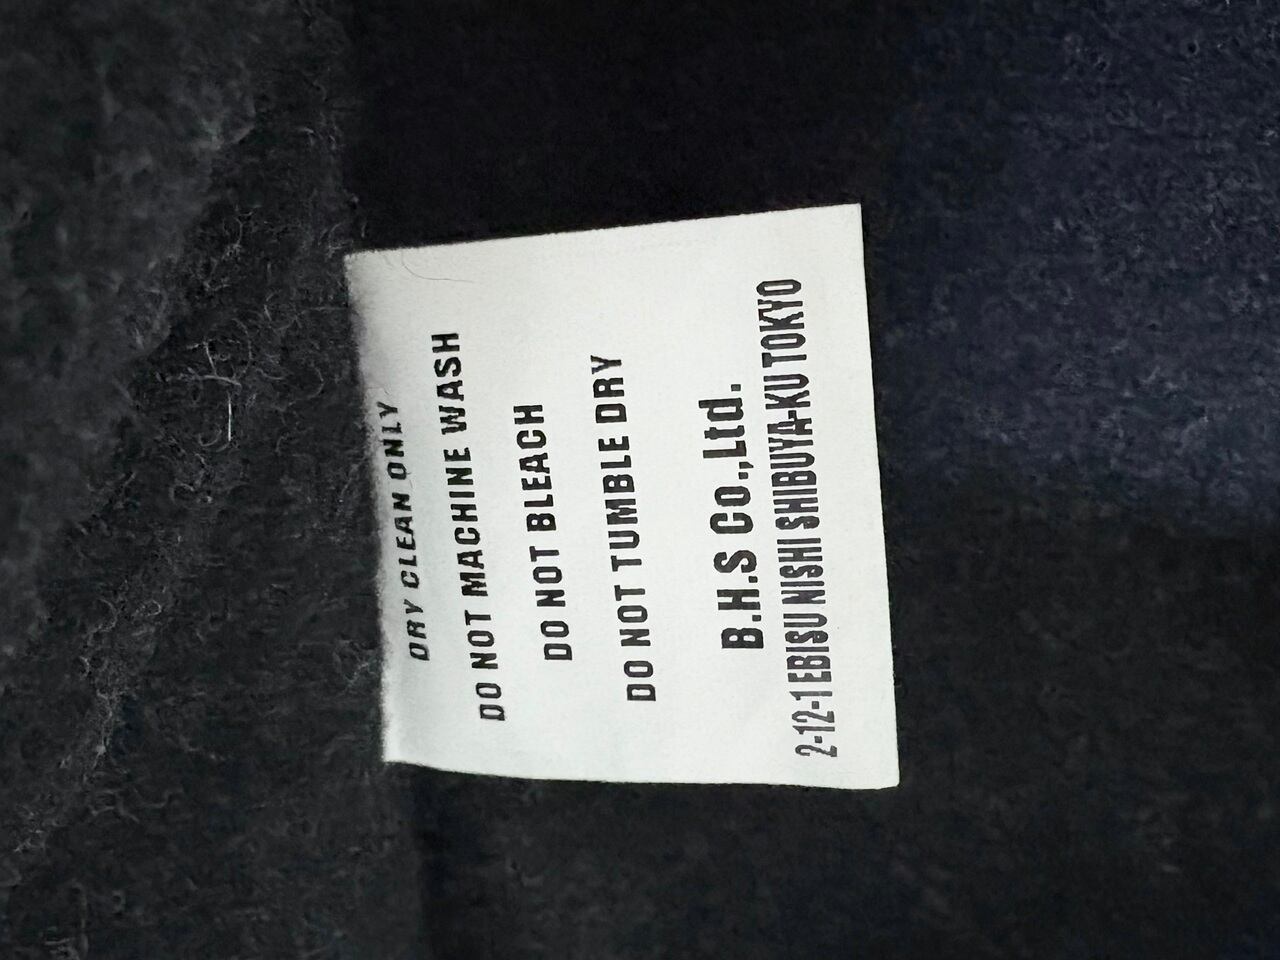 DRY CLEAN ONLY
DO NOT MACHINE WASH
DO NOT BLEACH
DO NOT TUMBLE DRY
B.H.S Co.,Ltd.
2-12-1 EBISU NISHI SHIBUYA-KU TOKYO